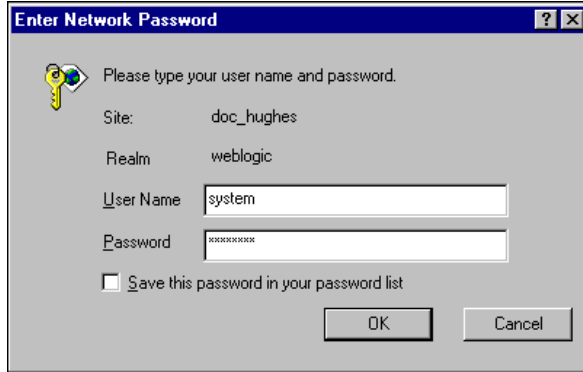 Enter Network Password
Please type your user name and password.
Site: doc_hughes
Realm weblogic
User Name system
Password ********
Save this password in your password list
OK Cancel